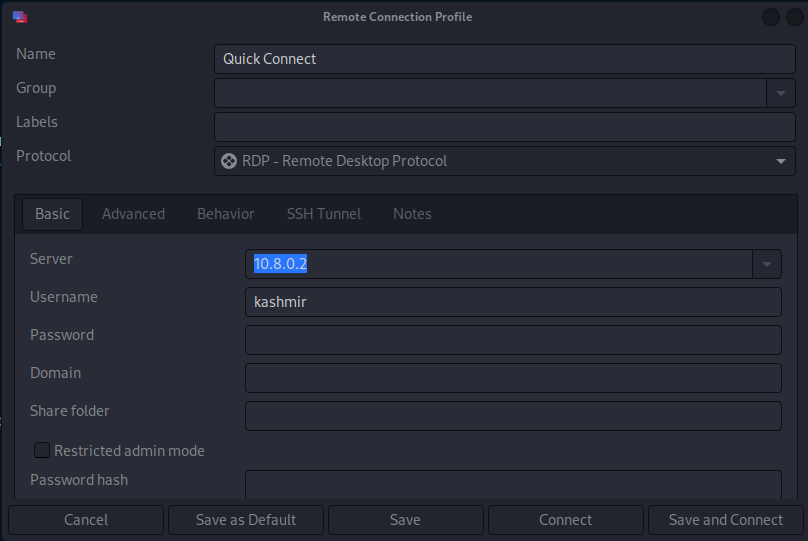 Remote Connection Profile
Name
Quick Connect
Group
Labels
Protocol
RDP - Remote Desktop Protocol
Basic
Advanced
Behavior
SSH Tunnel
Notes
Server
10.8.0.2
Username
kashmir
Password
Domain
Share folder
Restricted admin mode
Password hash
Cancel
Save as Default
Save
Connect
Save and Connect